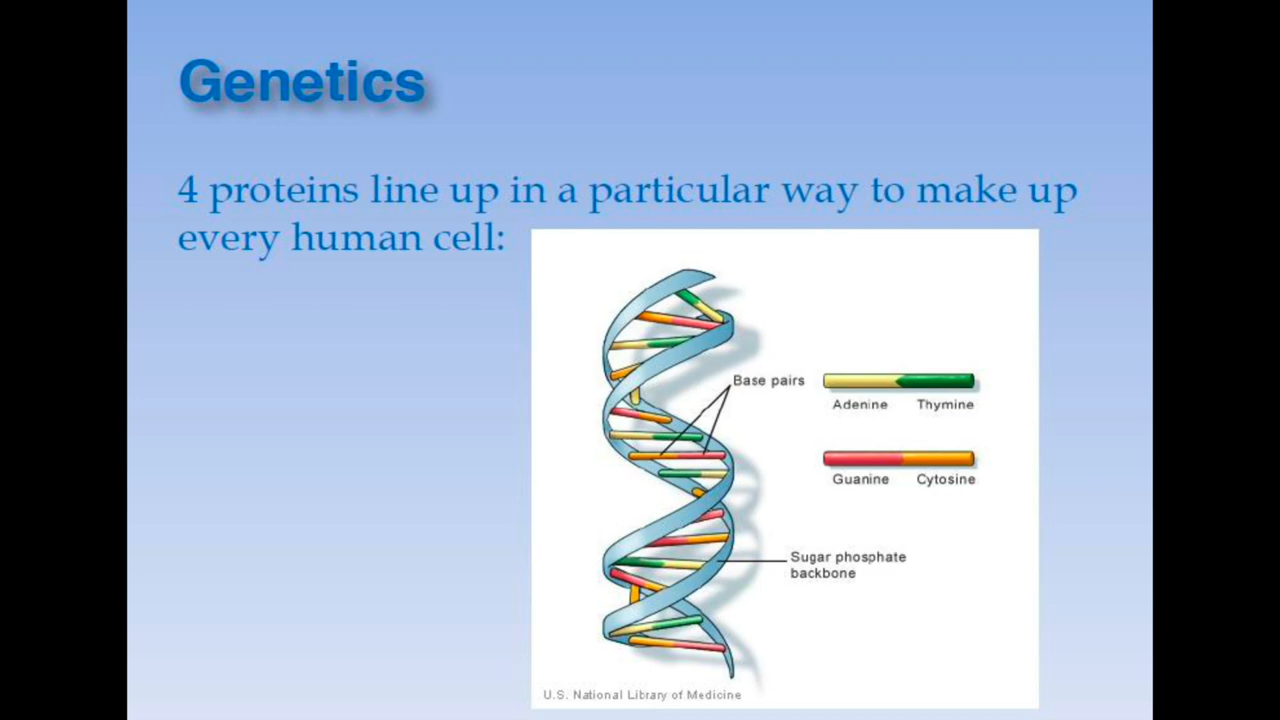 Genetics
4 proteins line up in a particular way to make up
every human cell:
Base pairs
Adenine Thymine
Guanine Cytosine
Sugar phosphate
backbone
U.S. National Library of Medicine